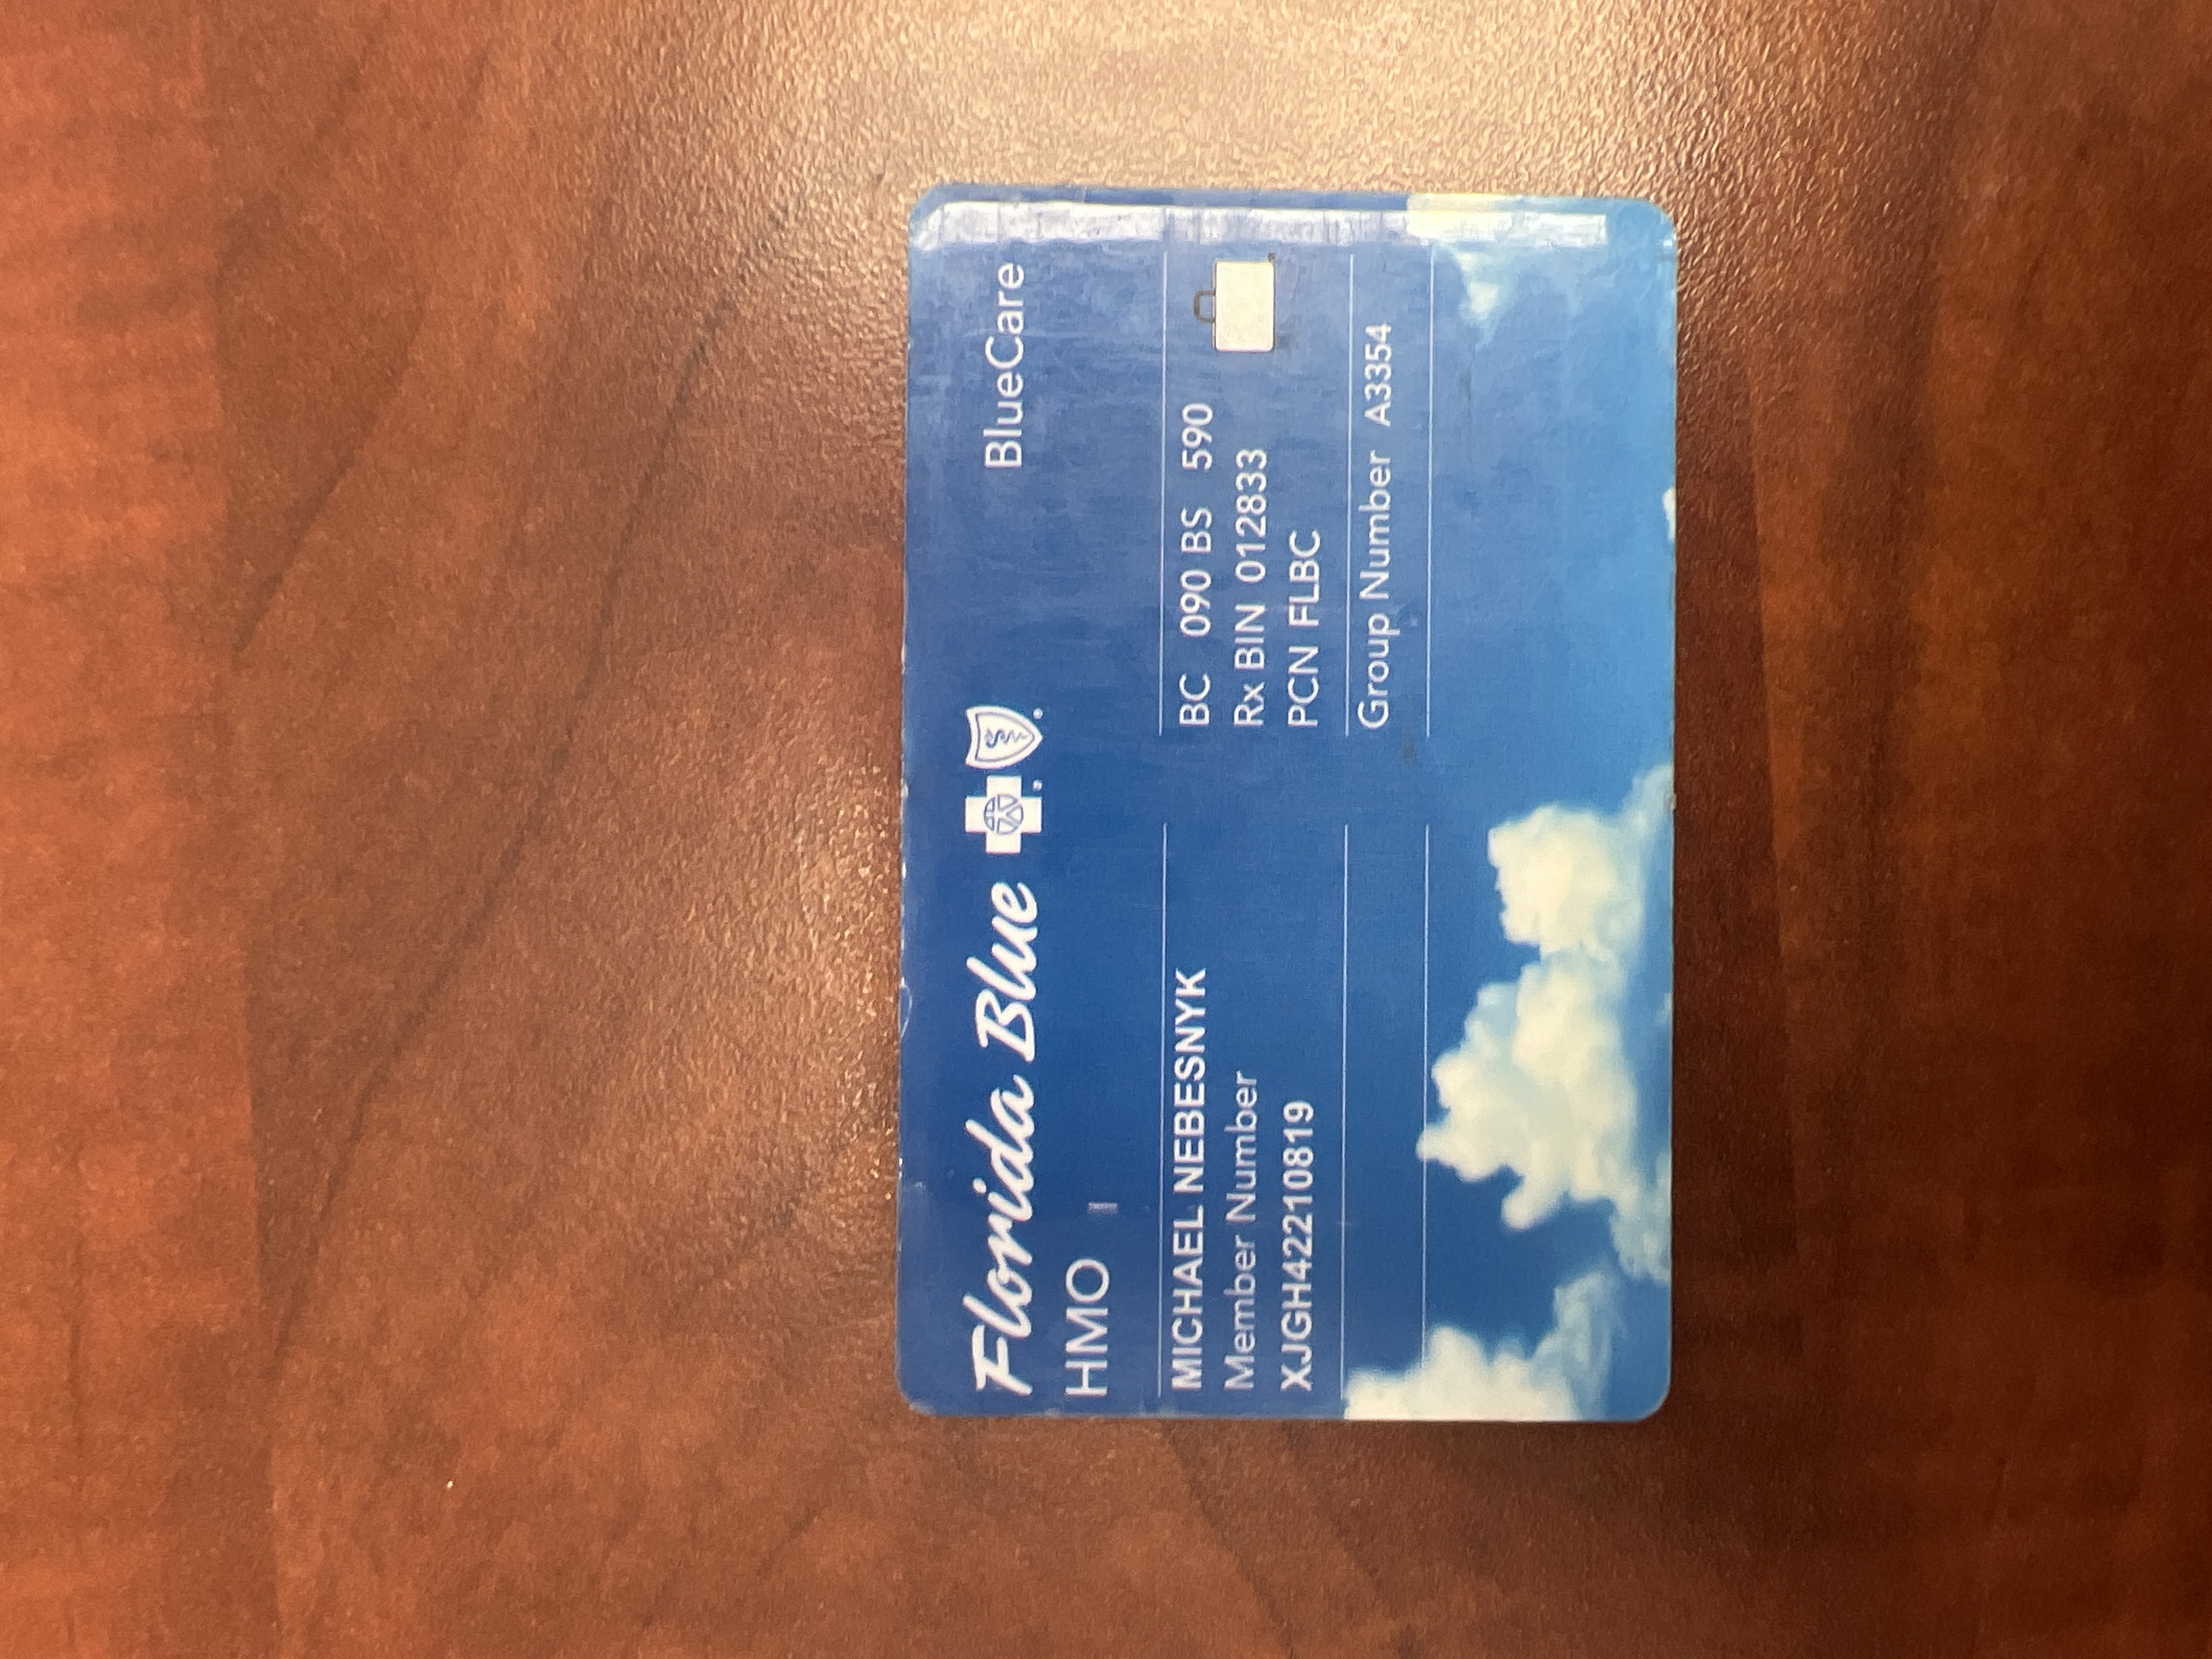 Florida Blue
BlueCare
HMO
MICHAEL NEBESNYK
Member Number
XJGH42210819
BC 090 BS 590
Rx BIN 012833
PCN FLBC
Group Number A3354